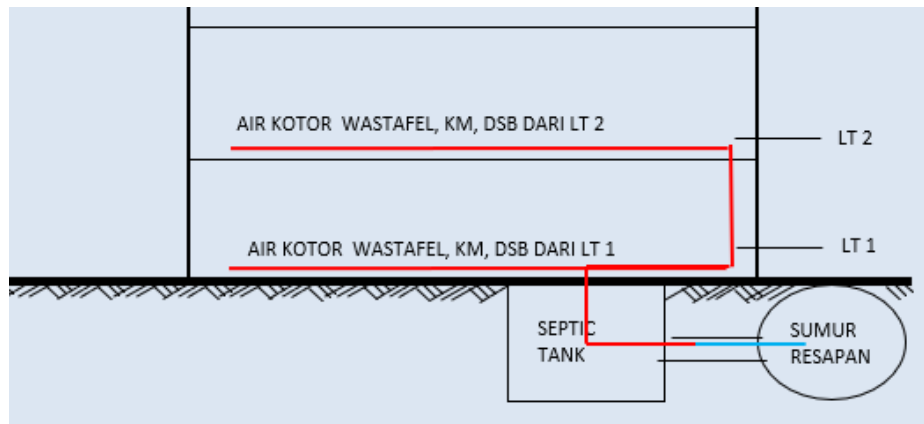 AIR KOTOR WASTAFEL, KM, DSB DARI LT 2
LT 2
AIR KOTOR WASTAFEL, KM, DSB DARI LT 1
LT 1
SEPTIC
TANK
SUMUR
RESAPAN